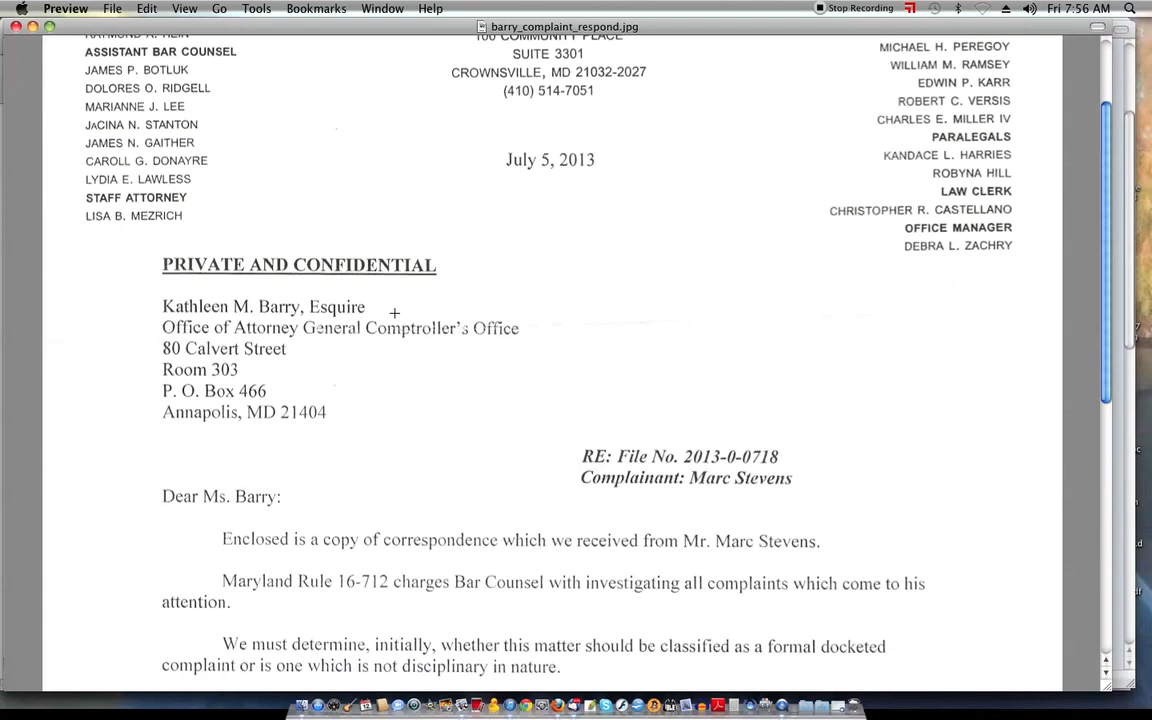 Preview File Edit View Go Tools Bookmarks Window Help
Stop Recording Fri 7:56 AM
barry_complaint_respond.jpg
ASSISTANT BAR COUNSEL
JAMES P. BOTLUK
DOLORES O. RIDGELL
MARIANNE J. LEE
JaCINA N. STANTON
JAMES N. GAITHER
CAROLL G. DONAYRE
LYDIA E. LAWLESS
STAFF ATTORNEY
LISA B. MEZRICH
100 COMMUNITY PLACE
SUITE 3301
CROWNSVILLE, MD 21032-2027
(410) 514-7051
July 5, 2013
MICHAEL H. PEREGOY
WILLIAM M. RAMSEY
EDWIN P. KARR
ROBERT C. VERSIS
CHARLES E. MILLER IV
PARALEGALS
KANDACE L. HARRIES
ROBYNA HILL
LAW CLERK
CHRISTOPHER R. CASTELLANO
OFFICE MANAGER
DEBRA L. ZACHRY
PRIVATE AND CONFIDENTIAL
Kathleen M. Barry, Esquire
Office of Attorney General Comptroller's Office
80 Calvert Street
Room 303
P. O. Box 466
Annapolis, MD 21404
RE: File No. 2013-0-0718
Complainant: Marc Stevens
Dear Ms. Barry:
Enclosed is a copy of correspondence which we received from Mr. Marc Stevens.
Maryland Rule 16-712 charges Bar Counsel with investigating all complaints which come to his
attention.
We must determine, initially, whether this matter should be classified as a formal docketed
complaint or is one which is not disciplinary in nature.